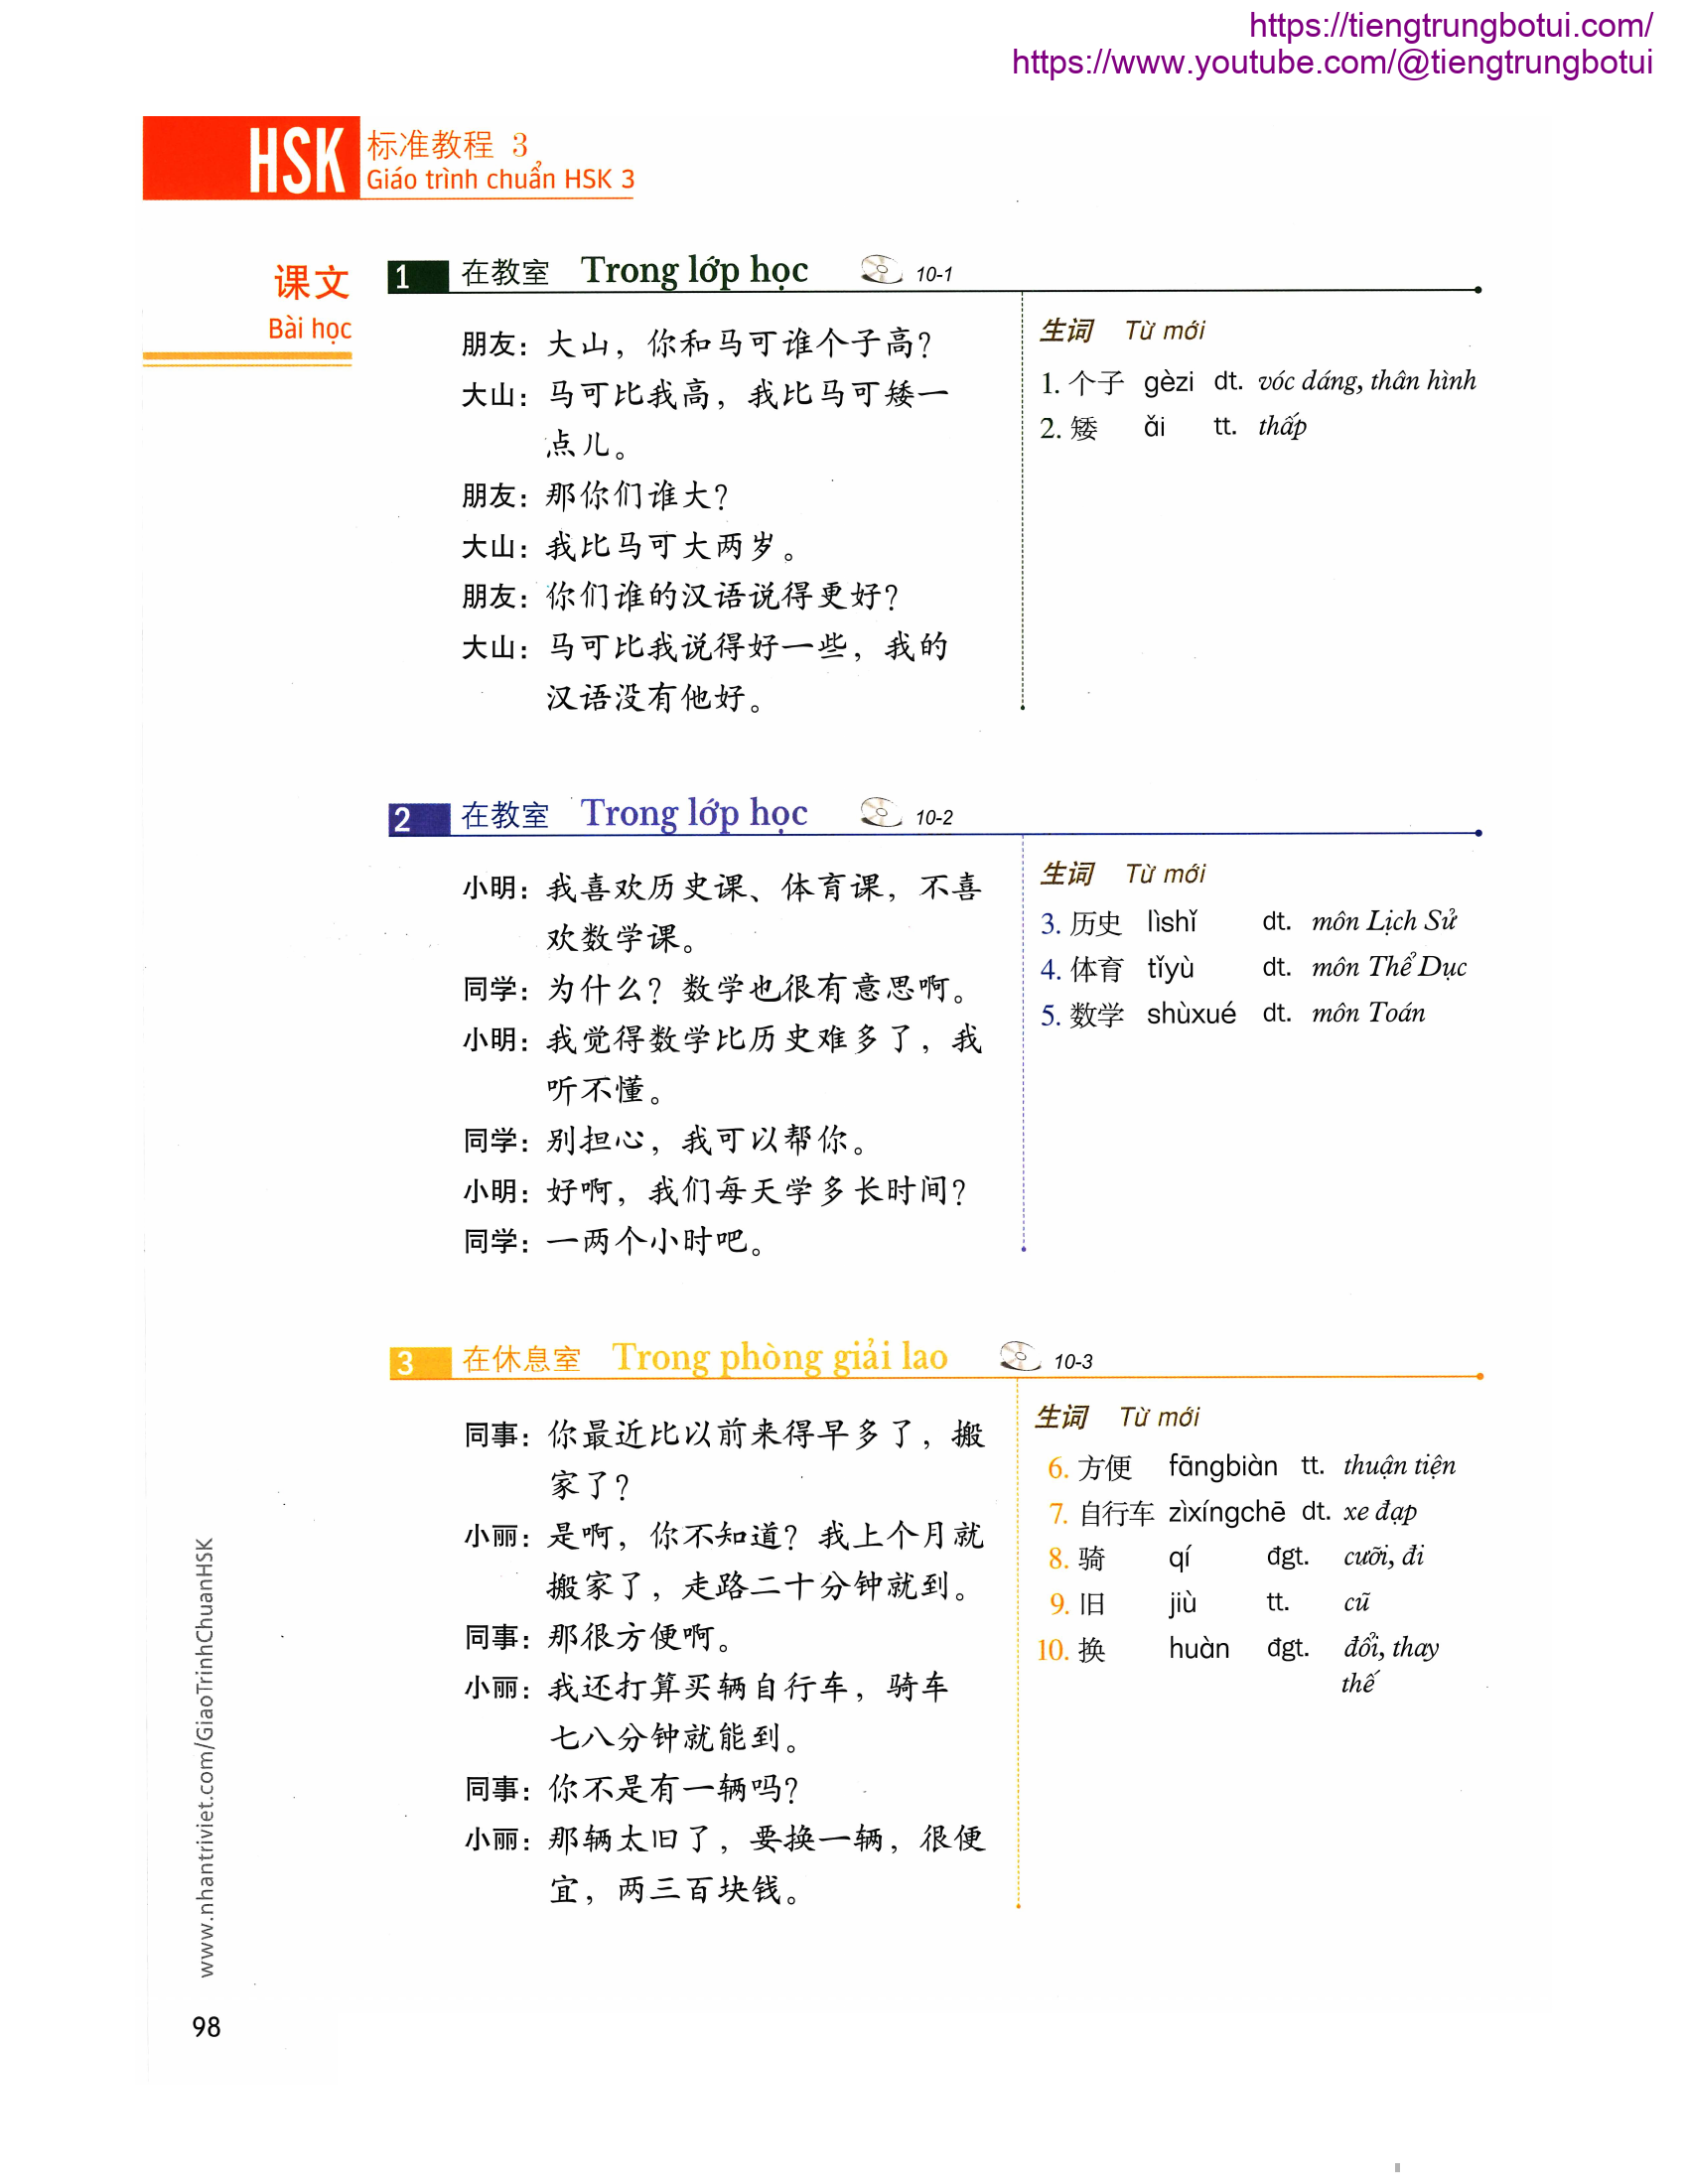 https://tiengtrungbotui.com/
https://www.youtube.com/@tiengtrungbotui
HSK 标准教程 3
Giáo trình chuẩn HSK 3
课文
Bài học
1 在教室 Trong lớp học 10-1
朋友：大山，你和马可谁个子高？
大山：马可比我高，我比马可矮一
点儿。
朋友：那你们谁大？
大山：我比马可大两岁。
朋友：你们谁的汉语说得更好？
大山：马可比我说得好一些，我的
汉语没有他好。
生词 Từ mới
1. 个子 gèzi dt. vóc dáng, thân hình
2. 矮 ǎi tt. thấp
2 在教室 Trong lớp học 10-2
小明：我喜欢历史课、体育课，不喜
欢数学课。
同学：为什么？数学也很有意思啊。
小明：我觉得数学比历史难多了，我
听不懂。
同学：别担心，我可以帮你。
小明：好啊，我们每天学多长时间？
同学：一两个小时吧。
生词 Từ mới
3. 历史 lìshǐ dt. môn Lịch Sử
4. 体育 tǐyù dt. môn Thể Dục
5. 数学 shùxué dt. môn Toán
3 在休息室 Trong phòng giải lao 10-3
同事：你最近比以前来得早多了，搬
家了？
小丽：是啊，你不知道？我上个月就
搬家了，走路二十分钟就到。
同事：那很方便啊。
小丽：我还打算买辆自行车，骑车
七八分钟就能到。
同事：你不是有一辆吗？
小丽：那辆太旧了，要换一辆，很便
宜，两三百块钱。
生词 Từ mới
6. 方便 fāngbiàn tt. thuận tiện
7. 自行车 zìxíngchē dt. xe đạp
8. 骑 qí đgt. cưỡi, đi
9. 旧 jiù tt. cũ
10. 换 huàn đgt. đổi, thay
thế
www.nhantriviet.com/GiaoTrinhChuanHSK
98